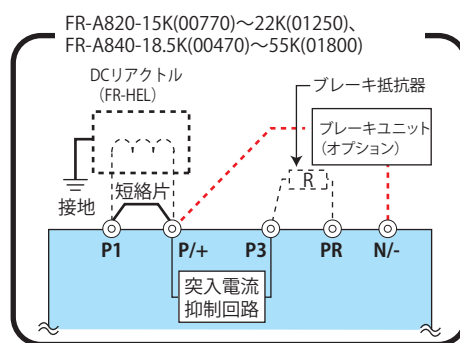 FR-A820-15K(00770)～22K(01250)、
FR-A840-18.5K(00470)～55K(01800)
DCリアクトル
（FR-HEL）
ブレーキ抵抗器
ブレーキユニット
(オプション)
R
接地
短絡片
P1
P/+
P3
PR
N/-
突入電流
抑制回路